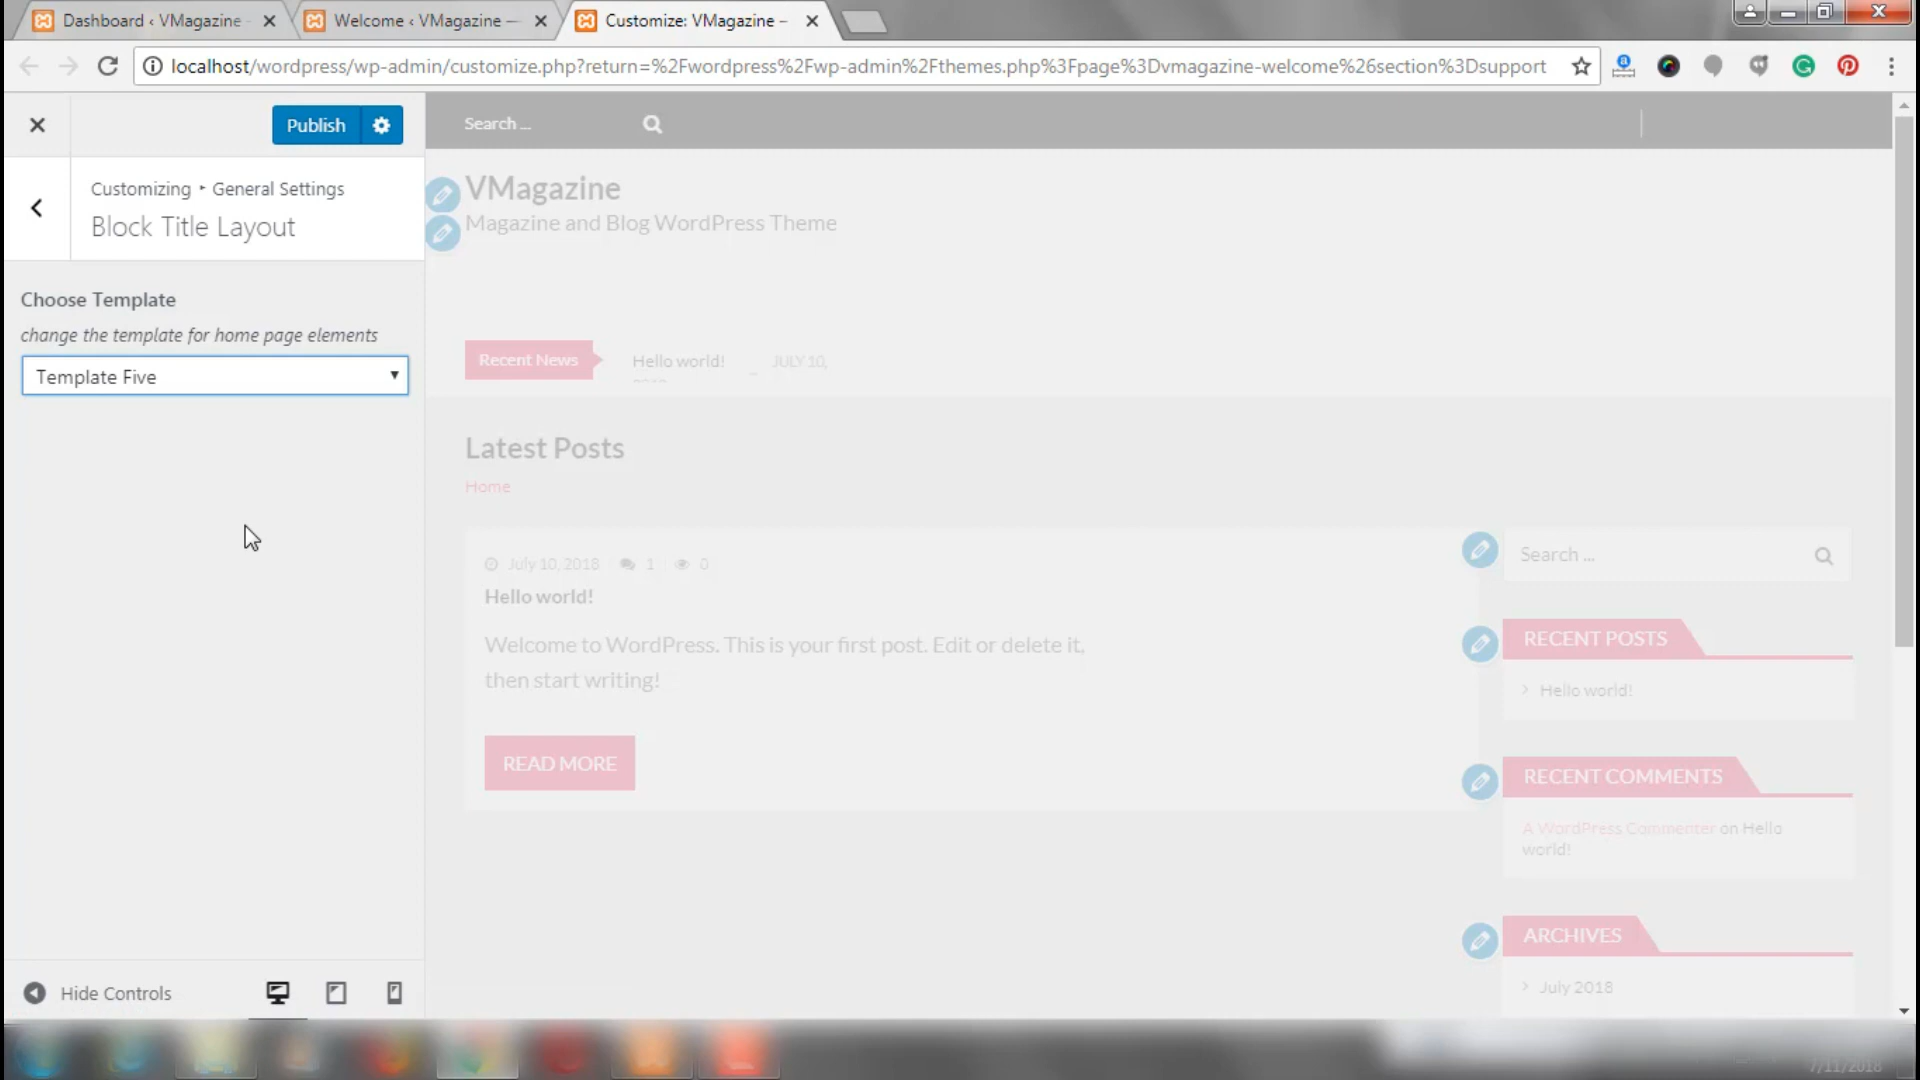 Dashboard ‹ VMagazine
Welcome ‹ VMagazine —
Customize: VMagazine –
localhost/wordpress/wp-admin/customize.php?return=%2Fwordpress%2Fwp-admin%2Fthemes.php%3Fpage%3Dvmagazine-welcome%26section%3Dsupport
Publish
Customizing ‣ General Settings
Block Title Layout
Choose Template
change the template for home page elements
Template Five
Hide Controls
Search ...
VMagazine
Magazine and Blog WordPress Theme
Recent News
Hello world!
JULY 10,
Latest Posts
Home
July 10, 2018 1 0
Hello world!
Welcome to WordPress. This is your first post. Edit or delete it,
then start writing!
READ MORE
Search ...
RECENT POSTS
Hello world!
RECENT COMMENTS
A WordPress Commenter on Hello
world!
ARCHIVES
July 2018
7/11/2018